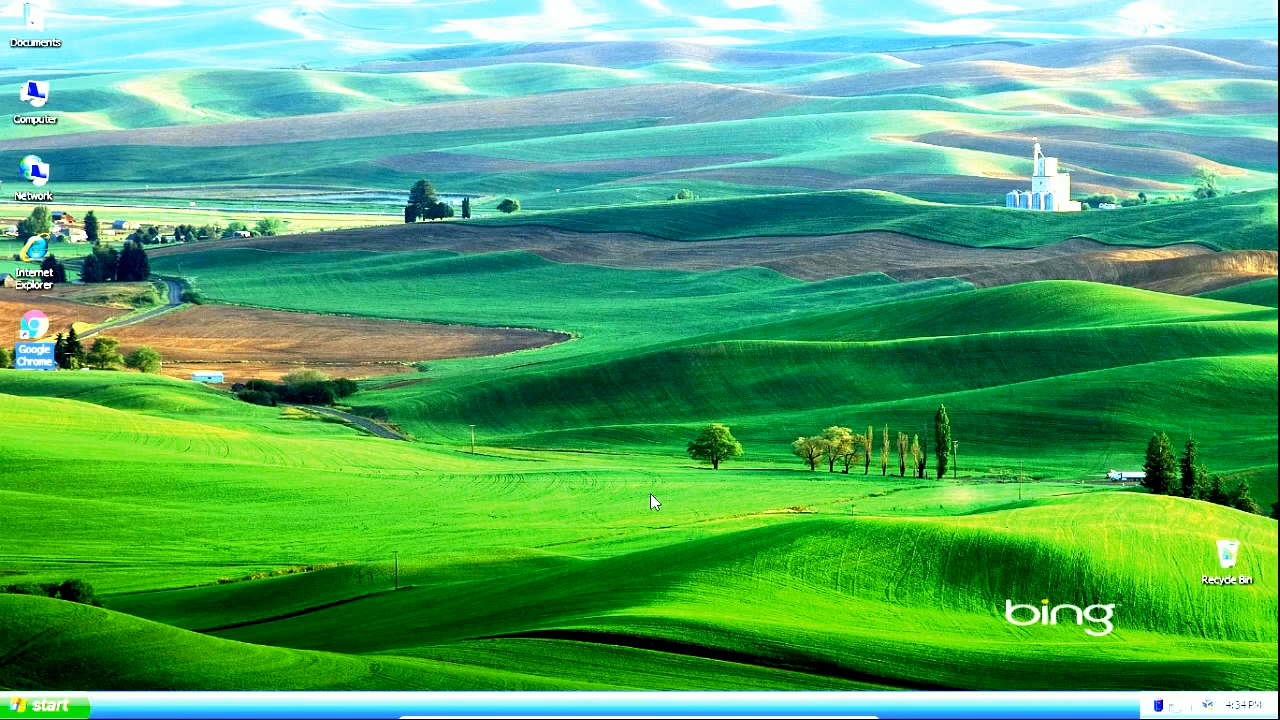 Documents
Computer
Network
Internet
Explorer
Google
Chrome
Recycle Bin
bing
start
4:34 PM